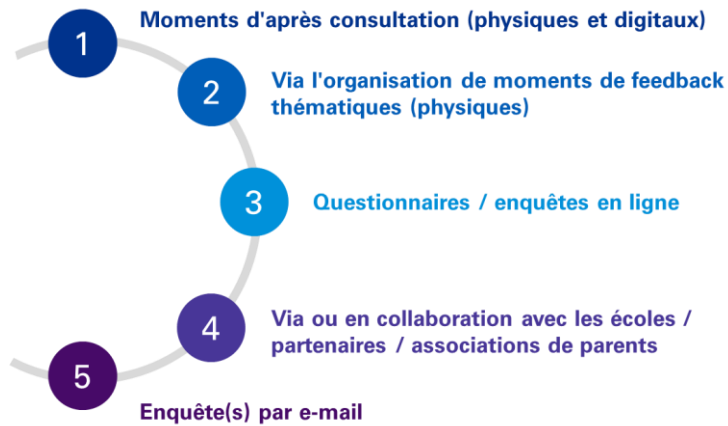 1
Moments d'après consultation (physiques et digitaux)
2
Via l'organisation de moments de feedback
thématiques (physiques)
3
Questionnaires / enquêtes en ligne
4
Via ou en collaboration avec les écoles /
partenaires / associations de parents
5
Enquête(s) par e-mail